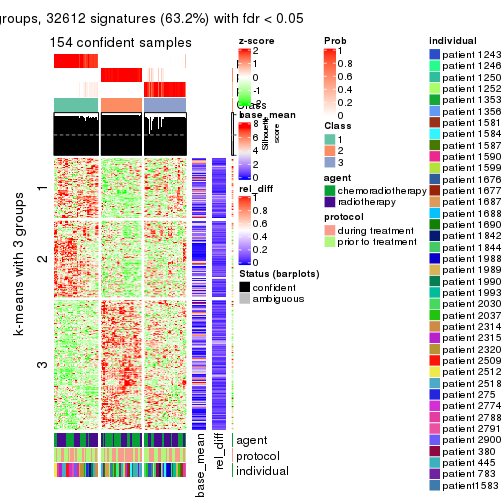 groups, 32612 signatures (63.2%) with fdr < 0.05
154 confident samples
k-means with 3 groups
1
2
3
Class
Silhouette
score
1
0.5
0
base_mean
rel_diff
agent
protocol
individual
z-score
2
1
0
-1
-2
base_mean
8
6
4
2
0
rel_diff
1
0.8
0.6
0.4
0.2
0
Status (barplots)
confident
ambiguous
Prob
1
0.8
0.6
0.4
0.2
0
Class
1
2
3
agent
chemoradiotherapy
radiotherapy
protocol
during treatment
prior to treatment
individual
patient 1243
patient 1246
patient 1250
patient 1252
patient 1353
patient 1356
patient 1581
patient 1584
patient 1587
patient 1590
patient 1599
patient 1676
patient 1677
patient 1687
patient 1688
patient 1690
patient 1842
patient 1844
patient 1988
patient 1989
patient 1990
patient 1993
patient 2030
patient 2037
patient 2314
patient 2315
patient 2320
patient 2509
patient 2512
patient 2518
patient 275
patient 2774
patient 2788
patient 2791
patient 2900
patient 380
patient 445
patient 783
patient1583